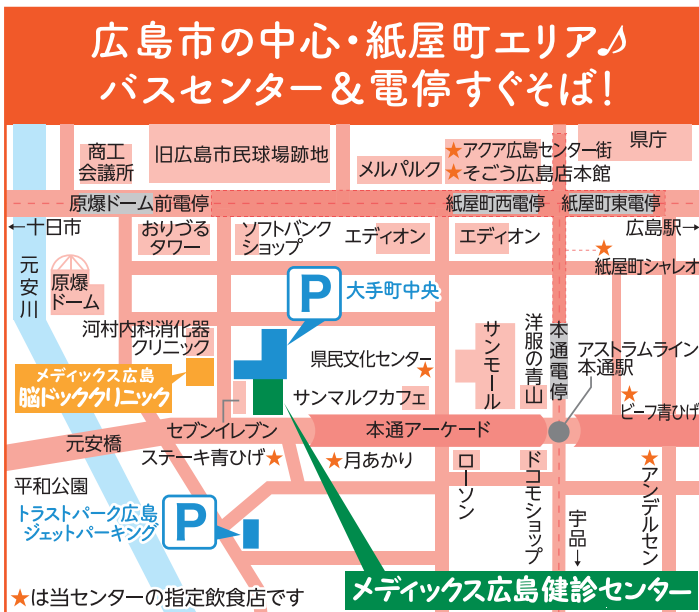 広島市の中心・紙屋町エリア♪
バスセンター&電停すぐそば!
商工
会議所
旧広島市民球場跡地
メルパルク
★アクア広島センター街
★そごう広島店本館
県庁
原爆ドーム前電停
紙屋町西電停
紙屋町東電停
←十日市
おりづる
タワー
ソフトバンク
ショップ
エディオン
エディオン
広島駅→
★
紙屋町シャレオ
元安川
原爆
ドーム
P
大手町中央
河村内科消化器
クリニック
メディックス広島
脳ドッククリニック
県民文化センター
★
サンモール
洋服の青山
本通電停
アストラムライン
本通駅
サンマルクカフェ
★
ビーフ青ひげ
元安橋
セブンイレブン
本通アーケード
ステーキ青ひげ★
★月あかり
ローソン
ドコモショップ
★
アンデルセン
平和公園
トラストパーク広島
ジェットパーキング
P
宇品→
メディックス広島健診センター
★は当センターの指定飲食店です